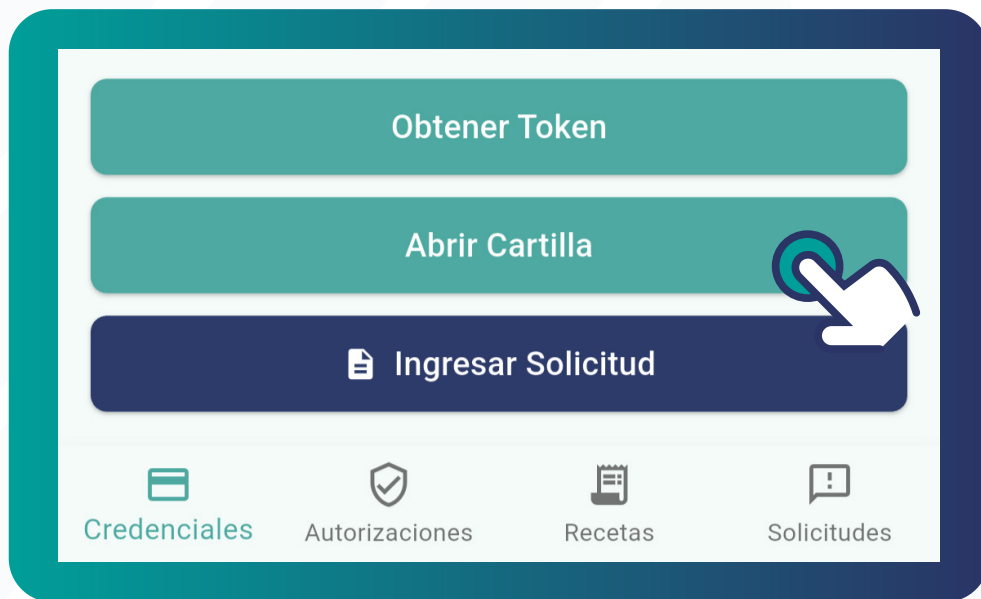 Obtener Token
Abrir Cartilla
Ingresar Solicitud
Credenciales
Autorizaciones
Recetas
Solicitudes